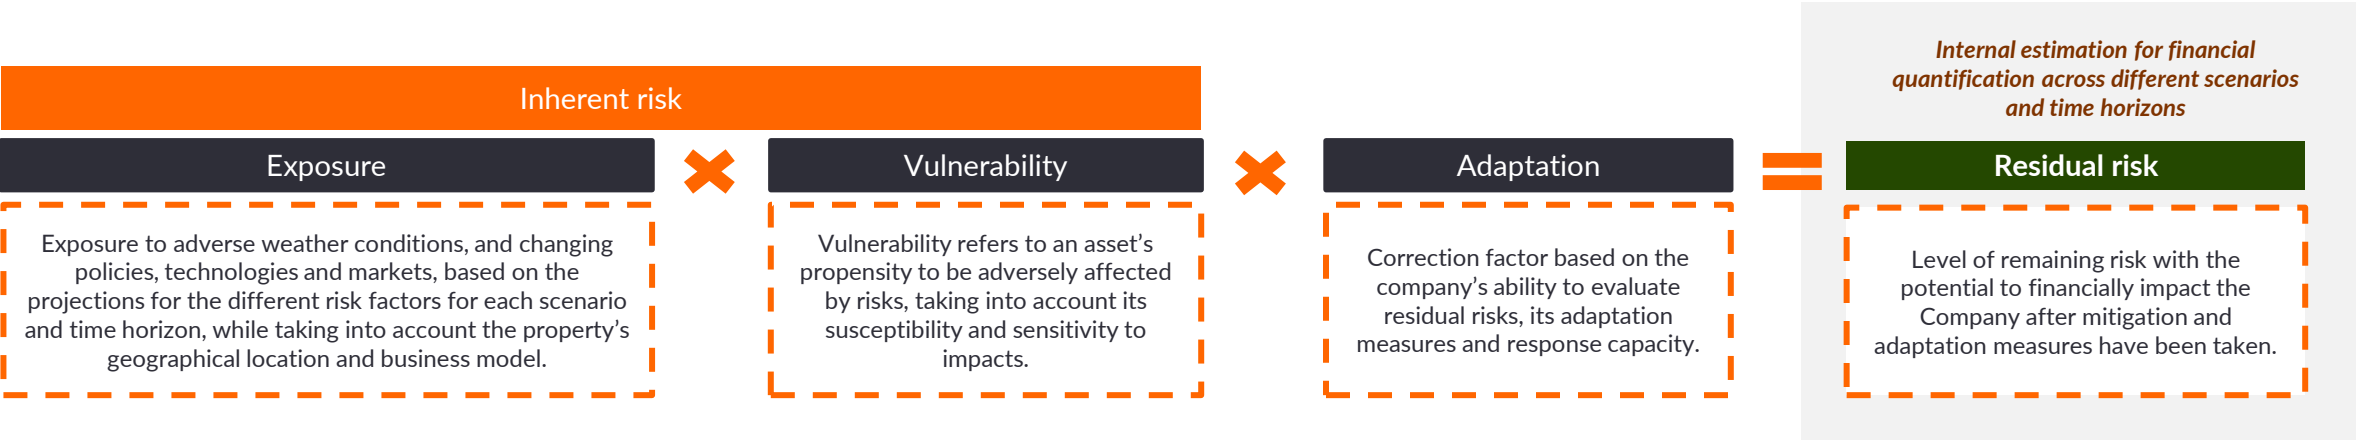 Internal estimation for financial
quantification across different scenarios
and time horizons
Inherent risk
Exposure
Vulnerability
Adaptation
Residual risk
Exposure to adverse weather conditions, and changing
policies, technologies and markets, based on the
projections for the different risk factors for each scenario
and time horizon, while taking into account the property’s
geographical location and business model.
Vulnerability refers to an asset’s
propensity to be adversely affected
by risks, taking into account its
susceptibility and sensitivity to
impacts.
Correction factor based on the
company’s ability to evaluate
residual risks, its adaptation
measures and response capacity.
Level of remaining risk with the
potential to financially impact the
Company after mitigation and
adaptation measures have been taken.